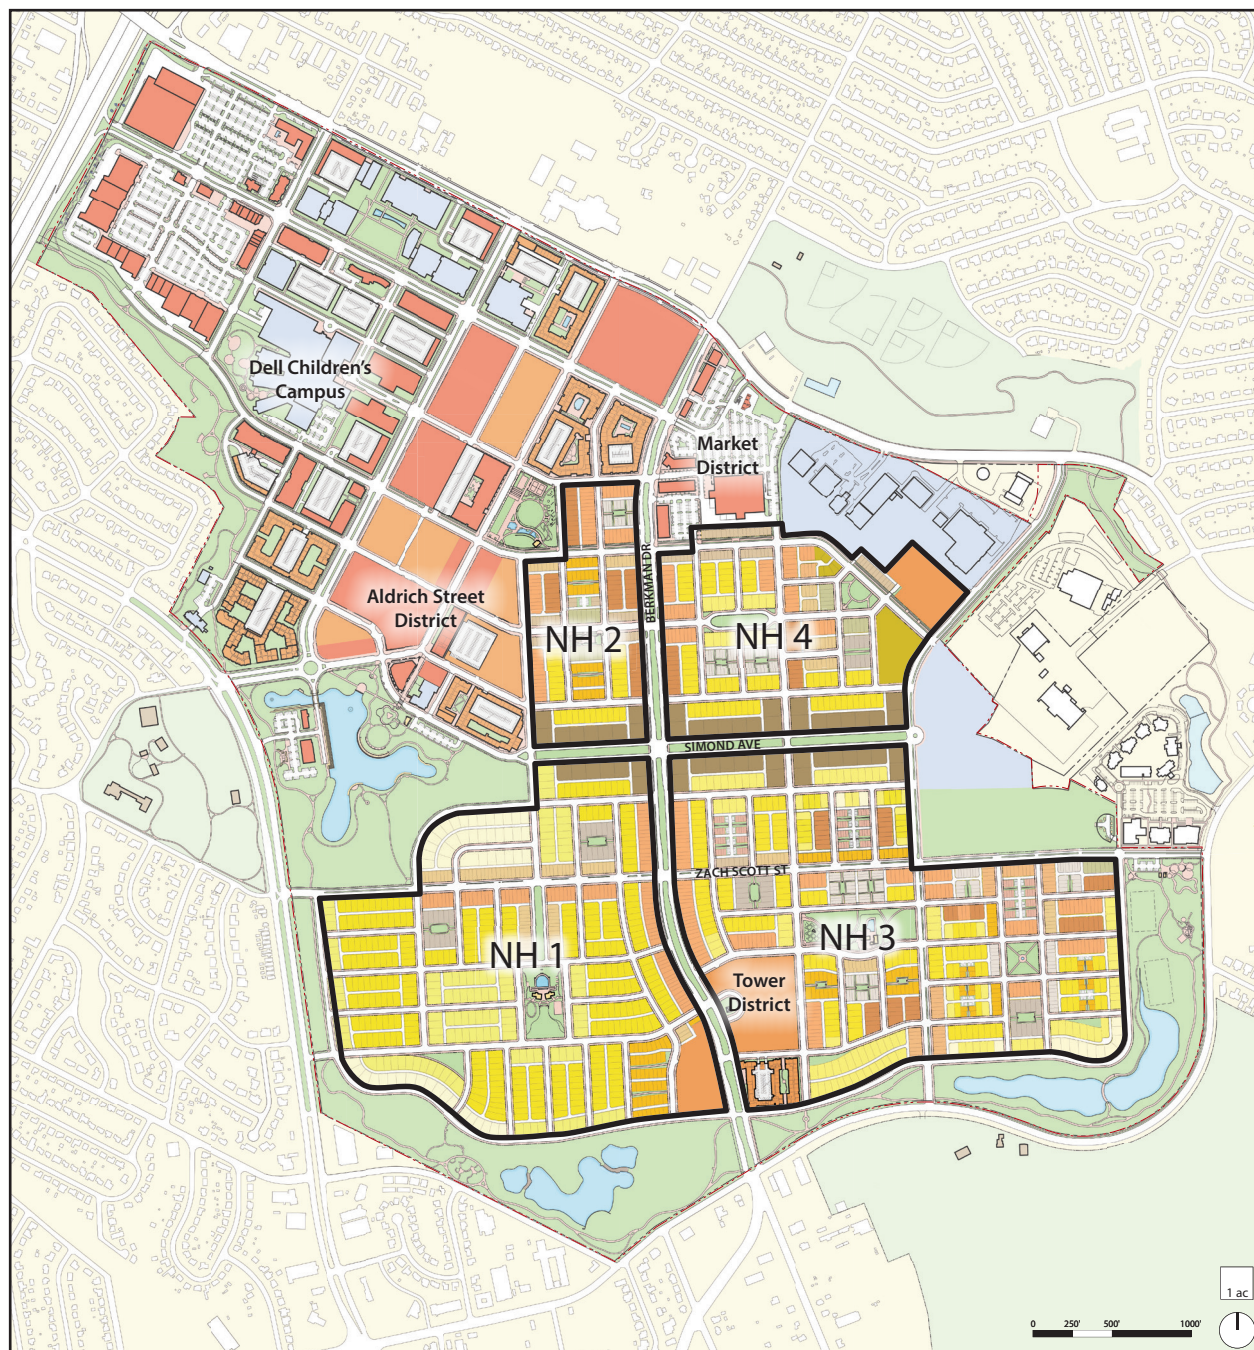 Dell Children's
Campus
Market
District
Aldrich Street
District
BERKMAN DR
NH 2
NH 4
SIMOND AVE
ZACH SCOTT ST
NH 1
NH 3
Tower
District
1 ac
0 250' 500' 1000'